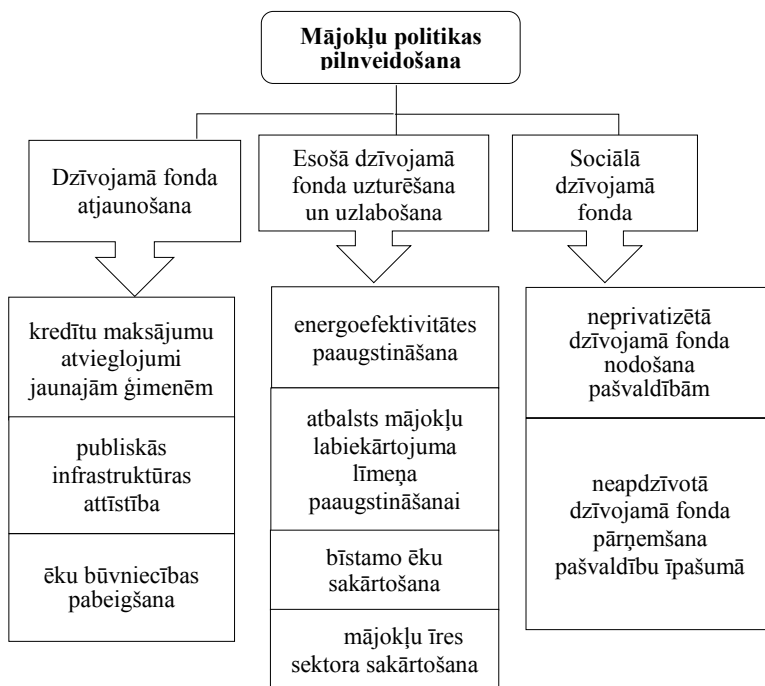 Mājokļu politikas
pilnveidošana
Dzīvojamā fonda
atjaunošana
Esošā dzīvojamā
fonda uzturēšana
un uzlabošana
Sociālā
dzīvojamā
fonda
kredītu maksājumu
atvieglojumi
jaunajām ģimenēm
publiskās
infrastruktūras
attīstība
ēku būvniecības
pabeigšana
energoefektivitātes
paaugstināšana
atbalsts mājokļu
labiekārtojuma
līmeņa
paaugstināšanai
bīstamo ēku
sakārtošana
mājokļu īres
sektora sakārtošana
neprivatizētā
dzīvojamā fonda
nodošana
pašvaldībām
neapdzīvotā
dzīvojamā fonda
pārņemšana
pašvaldību īpašumā